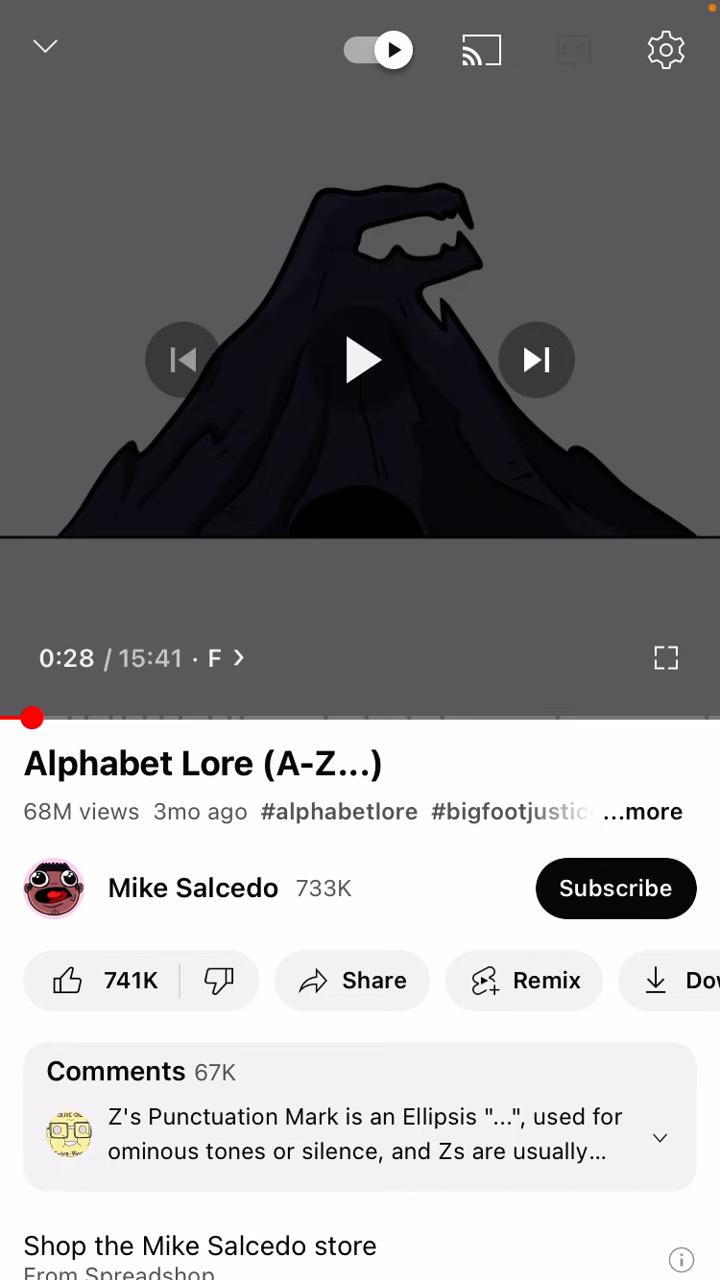 0:28 / 15:41 · F
Alphabet Lore (A-Z...)
68M views 3mo ago #alphabetlore #bigfootjustic ...more
Mike Salcedo 733K
Subscribe
741K
Share
Remix
Dow
Comments 67K
Z's Punctuation Mark is an Ellipsis "...", used for
ominous tones or silence, and Zs are usually...
Shop the Mike Salcedo store
From Spreadshop